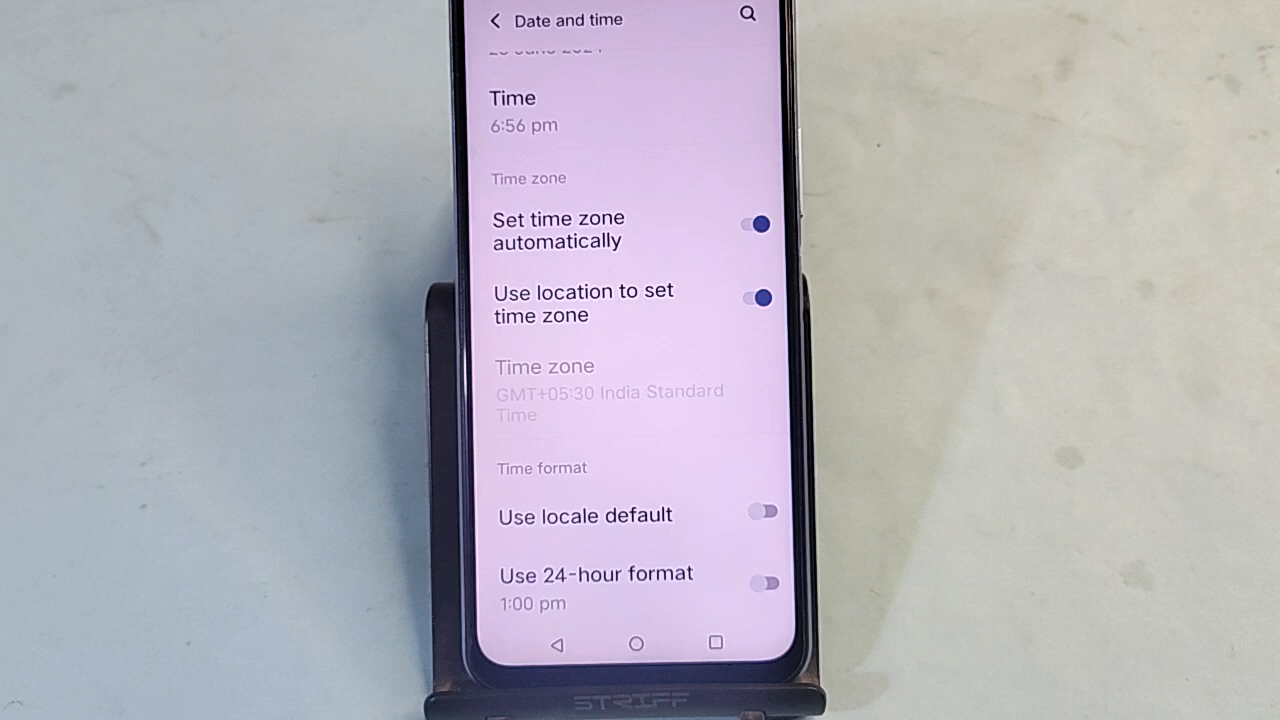 Date and time
Time
6:56 pm
Time zone
Set time zone
automatically
Use location to set
time zone
Time zone
GMT+05:30 India Standard
Time
Time format
Use locale default
Use 24-hour format
1:00 pm
STRIFF